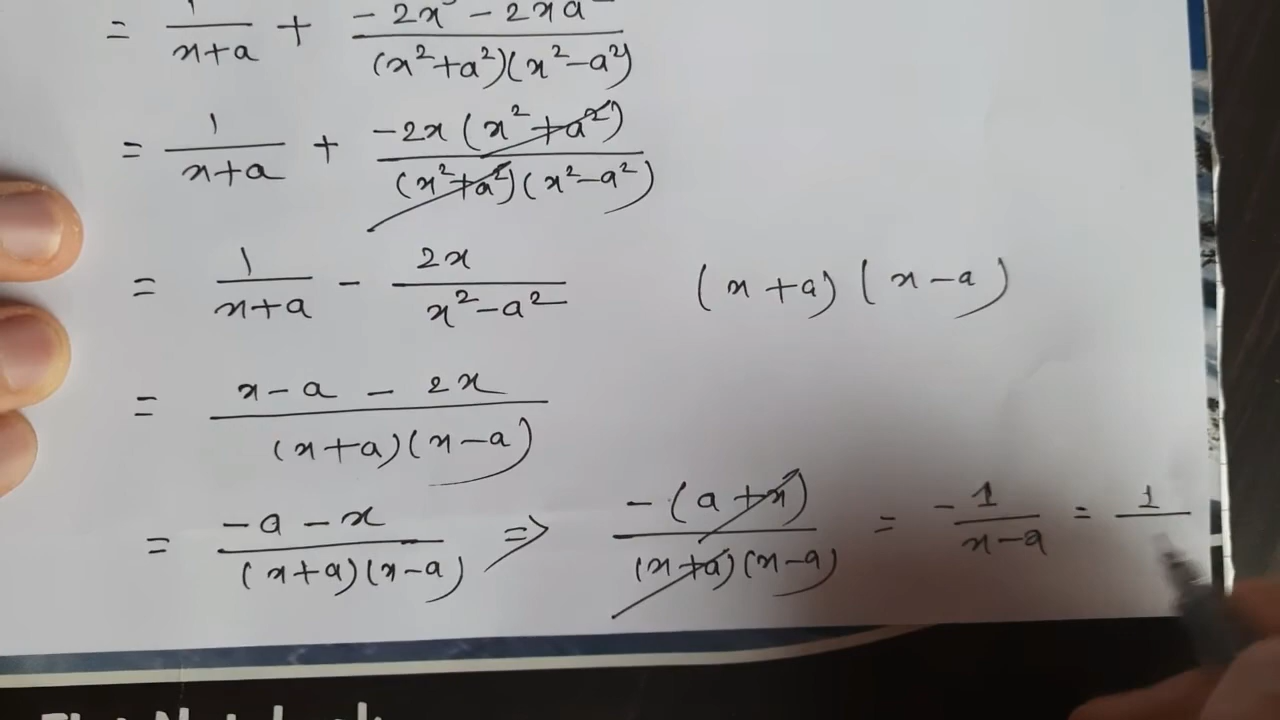 = 1/(x+a) + (-2x³ - 2xa²)/((x²+a²)(x²-a²))
= 1/(x+a) + (-2x(x²+a²))/((x²+a²)(x²-a²))
= 1/(x+a) - 2x/(x²-a²) (x+a)(x-a)
= (x-a-2x)/((x+a)(x-a))
= (-a-x)/((x+a)(x-a)) => (-(a+x))/((x+a)(x-a)) = -1/(x-a) = 1/